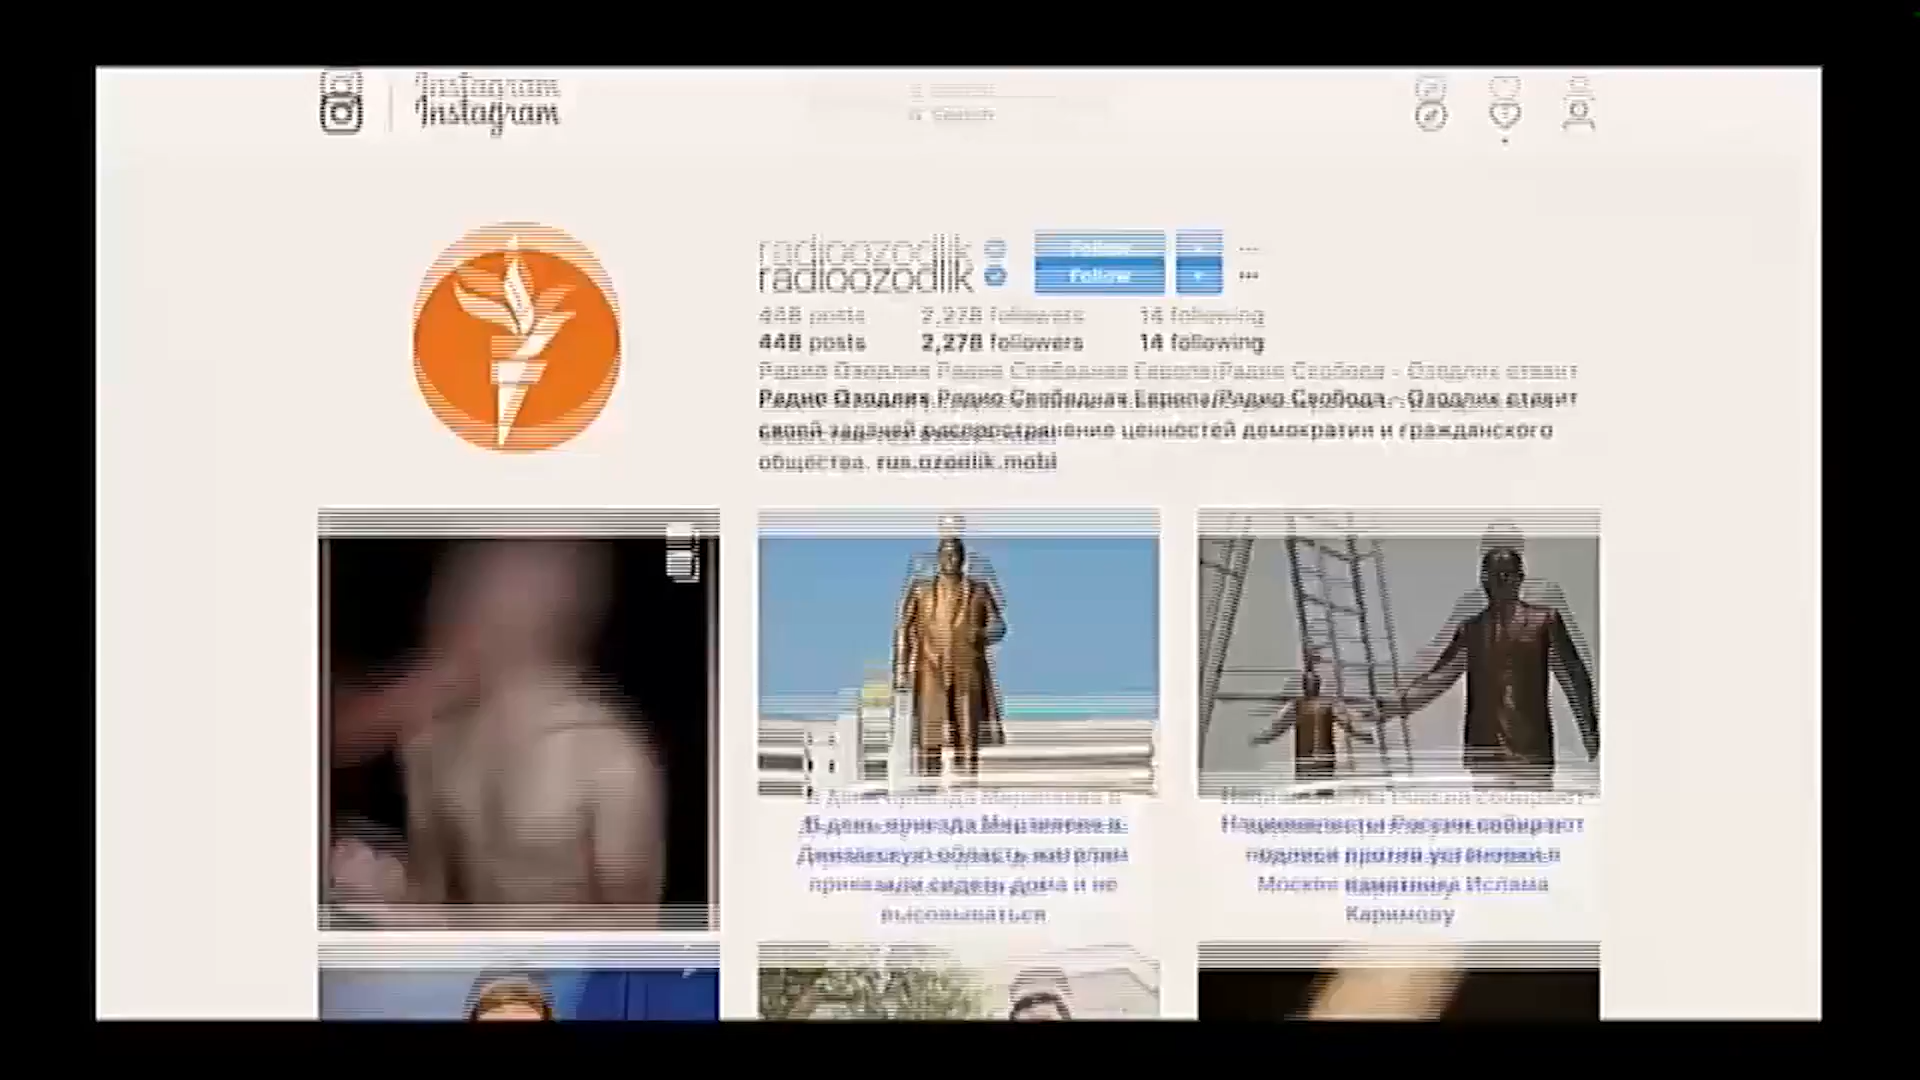 Instagram
Search
radioozodlik
Follow
448 posts 2,278 followers 14 following
Радио Озодлик Радио Свободная Европа/Радио Свобода - Озодлик ставит
своей задачей распространение ценностей демократии и гражданского
общества. rus.ozodlik.mobi
В день приезда Мирзияева в
Джизакскую область жителям
приказали сидеть дома и не
высовываться
Националисты России собирают
подписи против установки в
Москве памятника Исламу
Каримову